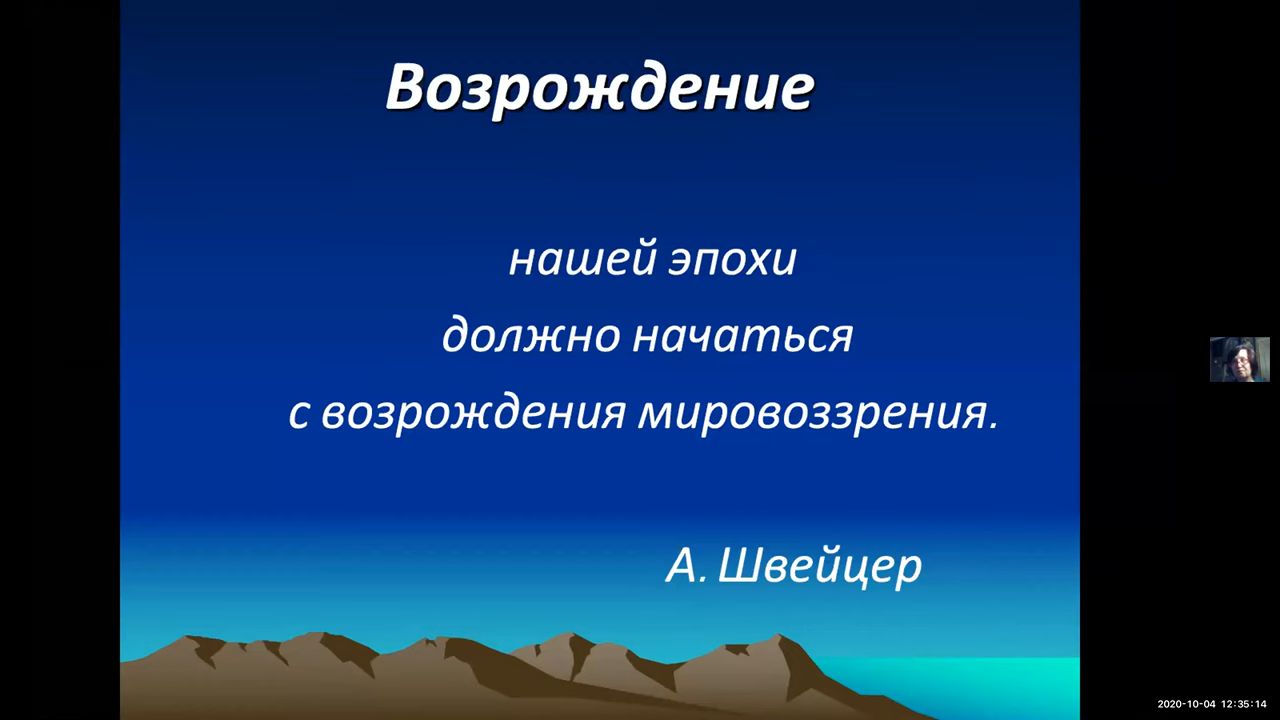 Возрождение
нашей эпохи
должно начаться
с возрождения мировоззрения.
А. Швейцер
2020-10-04 12:35:14